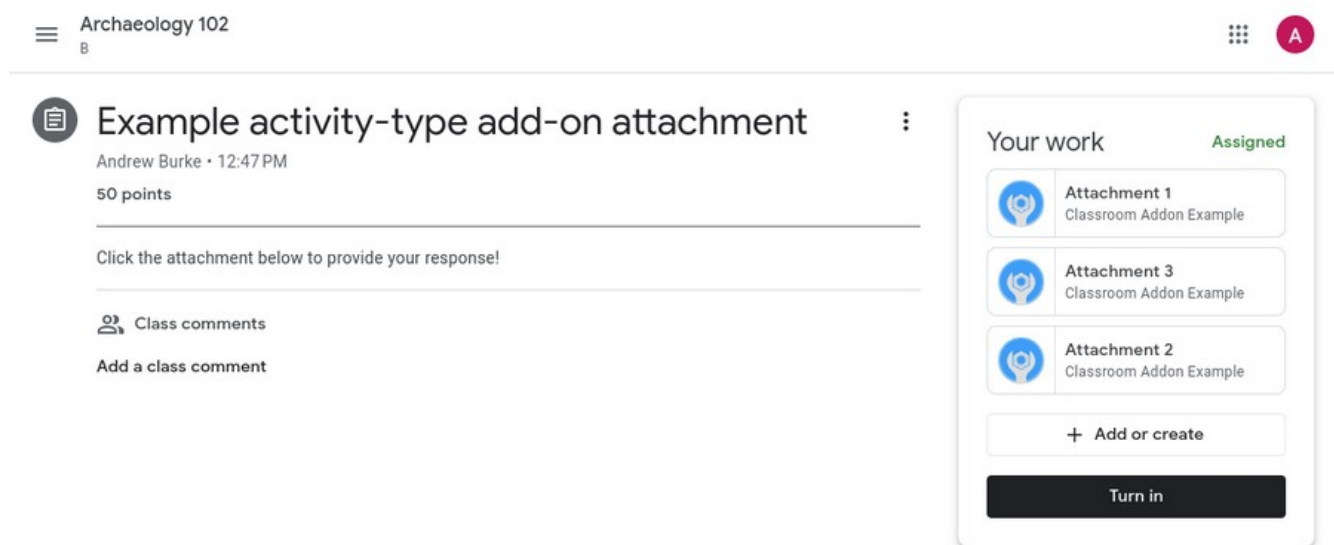 Archaeology 102
B
A
Example activity-type add-on attachment
Andrew Burke • 12:47 PM
50 points
Click the attachment below to provide your response!
Class comments
Add a class comment
Your work
Assigned
Attachment 1
Classroom Addon Example
Attachment 3
Classroom Addon Example
Attachment 2
Classroom Addon Example
+ Add or create
Turn in